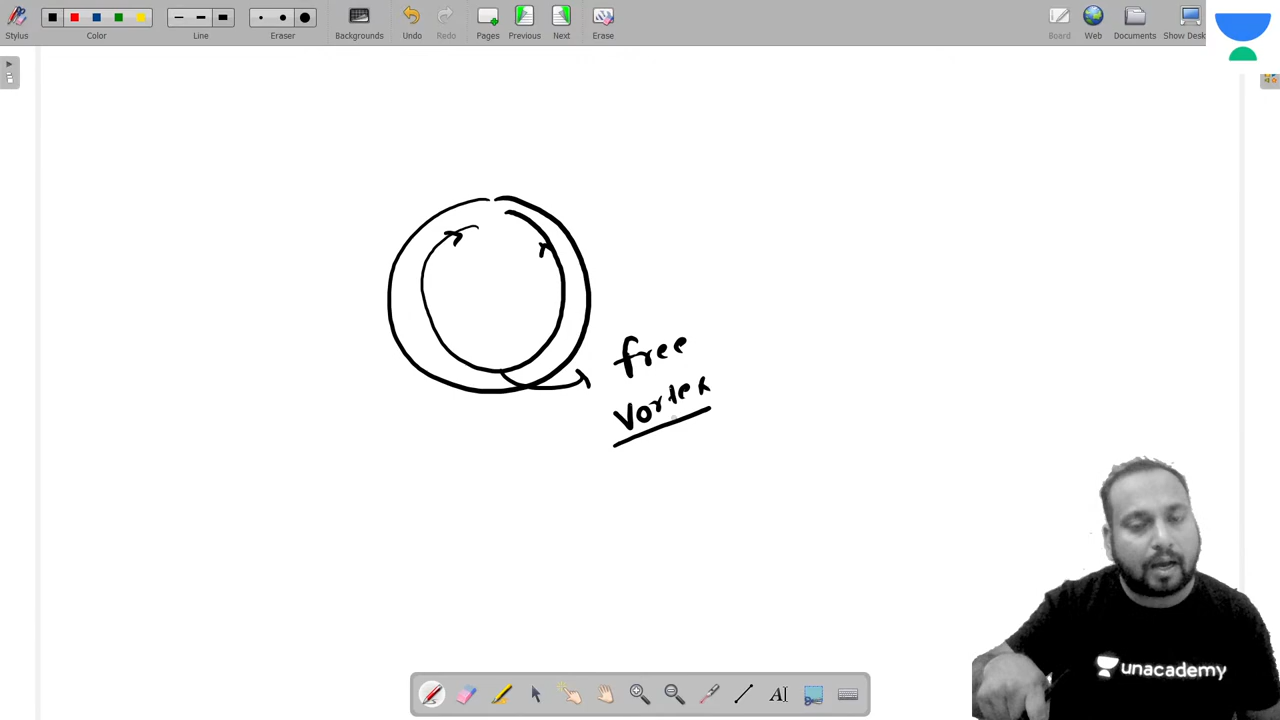 Stylus
Color
Line
Eraser
Backgrounds
Undo
Redo
Pages
Previous
Next
Erase
Board
Web
Documents
Show Desk
free
Vortex
unacademy
AI